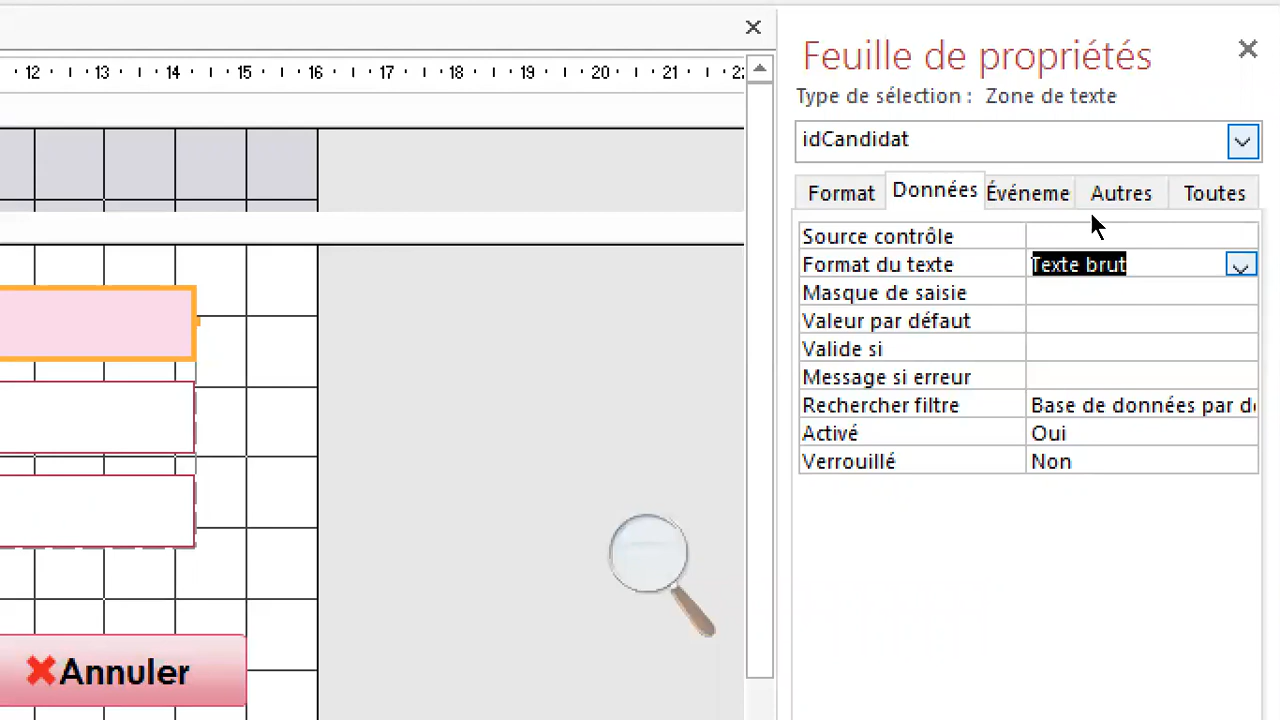 12 13 14 15 16 17 18 19 20 21
Feuille de propriétés
Type de sélection : Zone de texte
idCandidat
Format Données Événeme Autres Toutes
Source contrôle
Format du texte Texte brut
Masque de saisie
Valeur par défaut
Valide si
Message si erreur
Rechercher filtre Base de données par d
Activé Oui
Verrouillé Non
Annuler